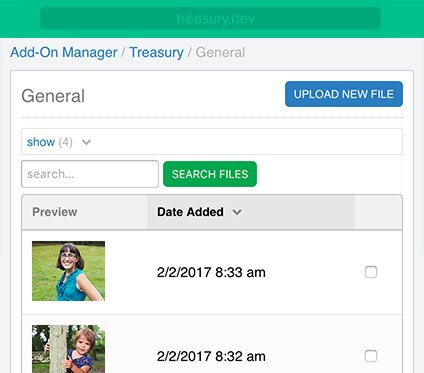 treasury.dev
Add-On Manager / Treasury / General
General
UPLOAD NEW FILE
show (4)
search...
SEARCH FILES
Preview
Date Added
2/2/2017 8:33 am
2/2/2017 8:32 am